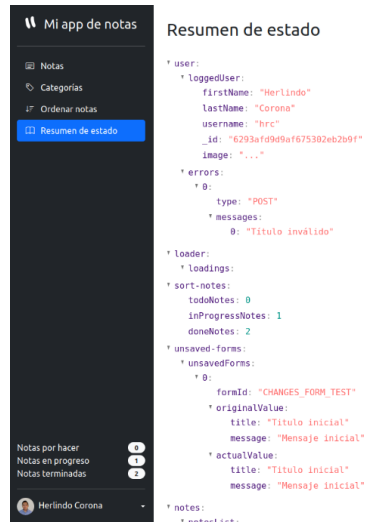 Mi app de notas
Notas
Categorías
Ordenar notas
Resumen de estado
Notas por hacer 0
Notas en progreso 1
Notas terminadas 2
Herlindo Corona
Resumen de estado
user:
loggedUser:
firstName: "Herlindo"
lastName: "Corona"
username: "hrc"
_id: "6293afd9d9af675302eb2b9f"
image: "..."
errors:
0:
type: "POST"
messages:
0: "Título inválido"
loader:
loadings:
sort-notes:
todoNotes: 0
inProgressNotes: 1
doneNotes: 2
unsaved-forms:
unsavedForms:
0:
formId: "CHANGES_FORM_TEST"
originalValue:
title: "Titulo inicial"
message: "Mensaje inicial"
actualValue:
title: "Titulo inicial"
message: "Mensaje inicial"
notes:
notesList: